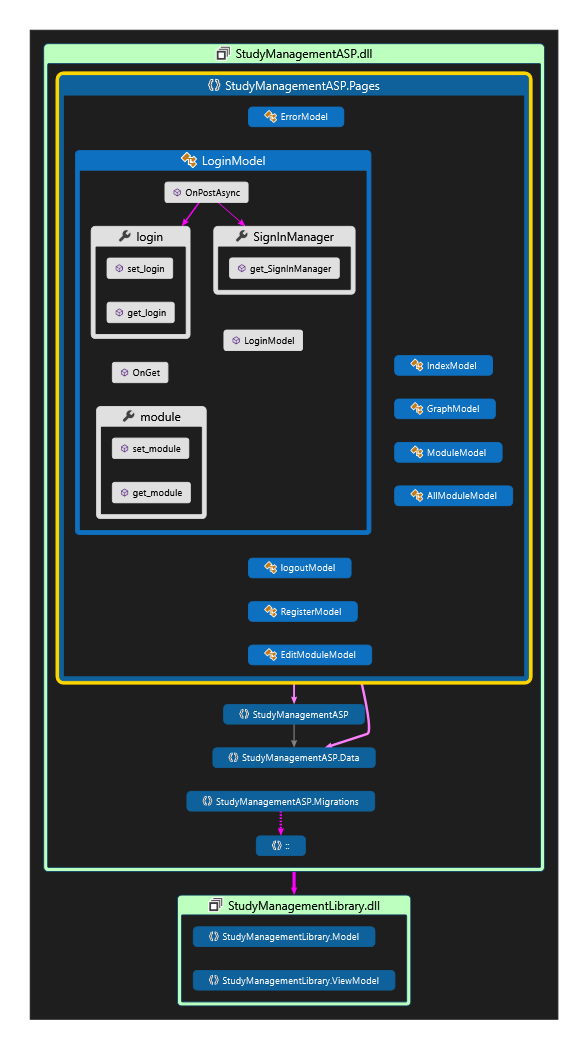 StudyManagementASP.dll
StudyManagementASP.Pages
ErrorModel
LoginModel
OnPostAsync
login
SignInManager
set_login
get_SignInManager
get_login
LoginModel
OnGet
IndexModel
module
GraphModel
set_module
ModuleModel
get_module
AllModuleModel
logoutModel
RegisterModel
EditModuleModel
StudyManagementASP
StudyManagementASP.Data
StudyManagementASP.Migrations
::
StudyManagementLibrary.dll
StudyManagementLibrary.Model
StudyManagementLibrary.ViewModel